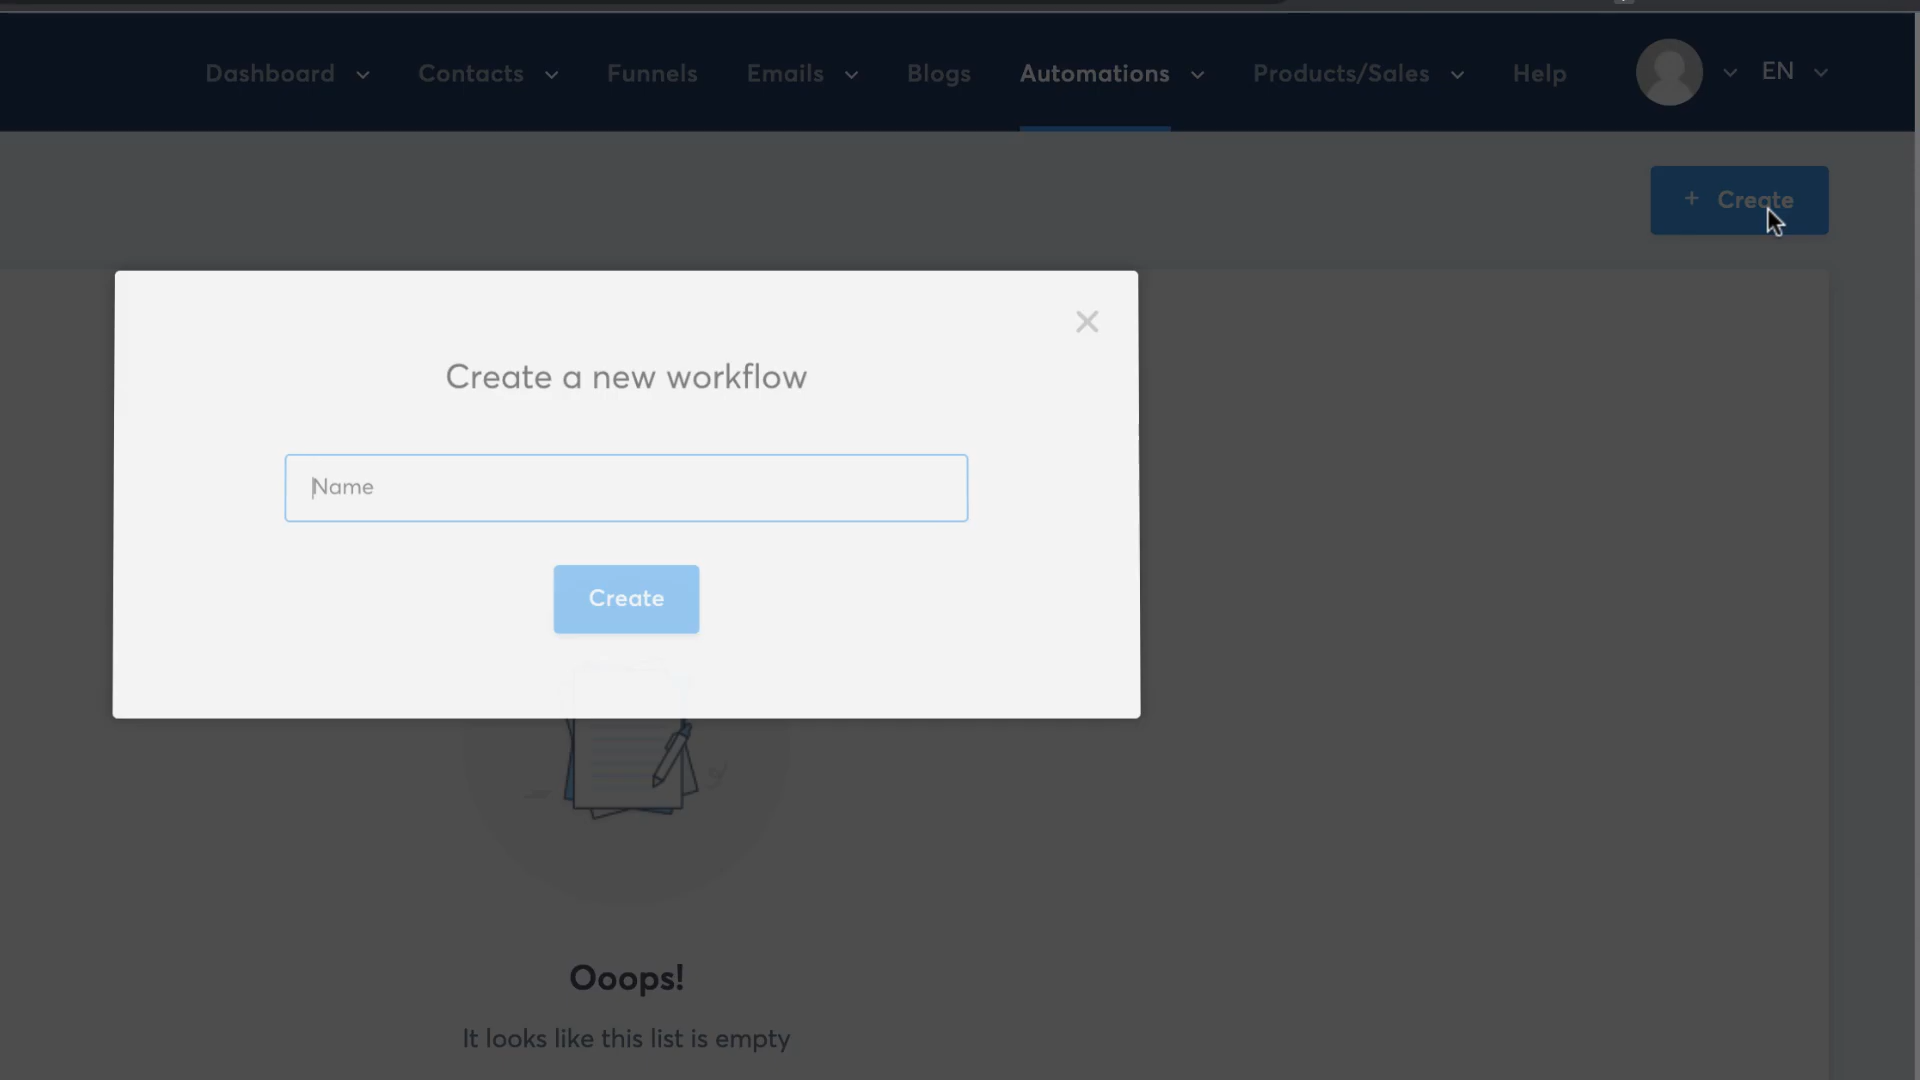 Dashboard Contacts Funnels Emails Blogs Automations Products/Sales Help EN
+ Create
Create a new workflow
Name
Create
Ooops!
It looks like this list is empty